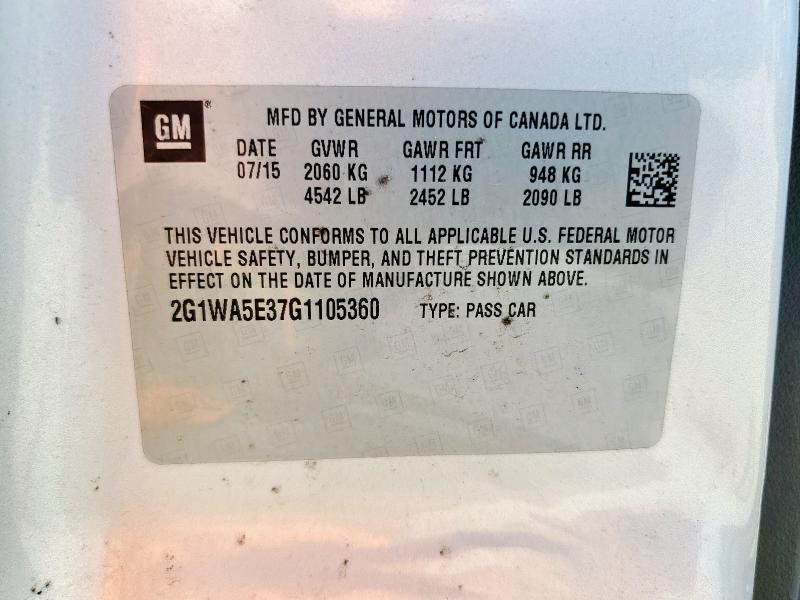 GM
MFD BY GENERAL MOTORS OF CANADA LTD.
DATE GVWR GAWR FRT GAWR RR
07/15 2060 KG 1112 KG 948 KG
4542 LB 2452 LB 2090 LB
THIS VEHICLE CONFORMS TO ALL APPLICABLE U.S. FEDERAL MOTOR
VEHICLE SAFETY, BUMPER, AND THEFT PREVENTION STANDARDS IN
EFFECT ON THE DATE OF MANUFACTURE SHOWN ABOVE.
2G1WA5E37G1105360 TYPE: PASS CAR